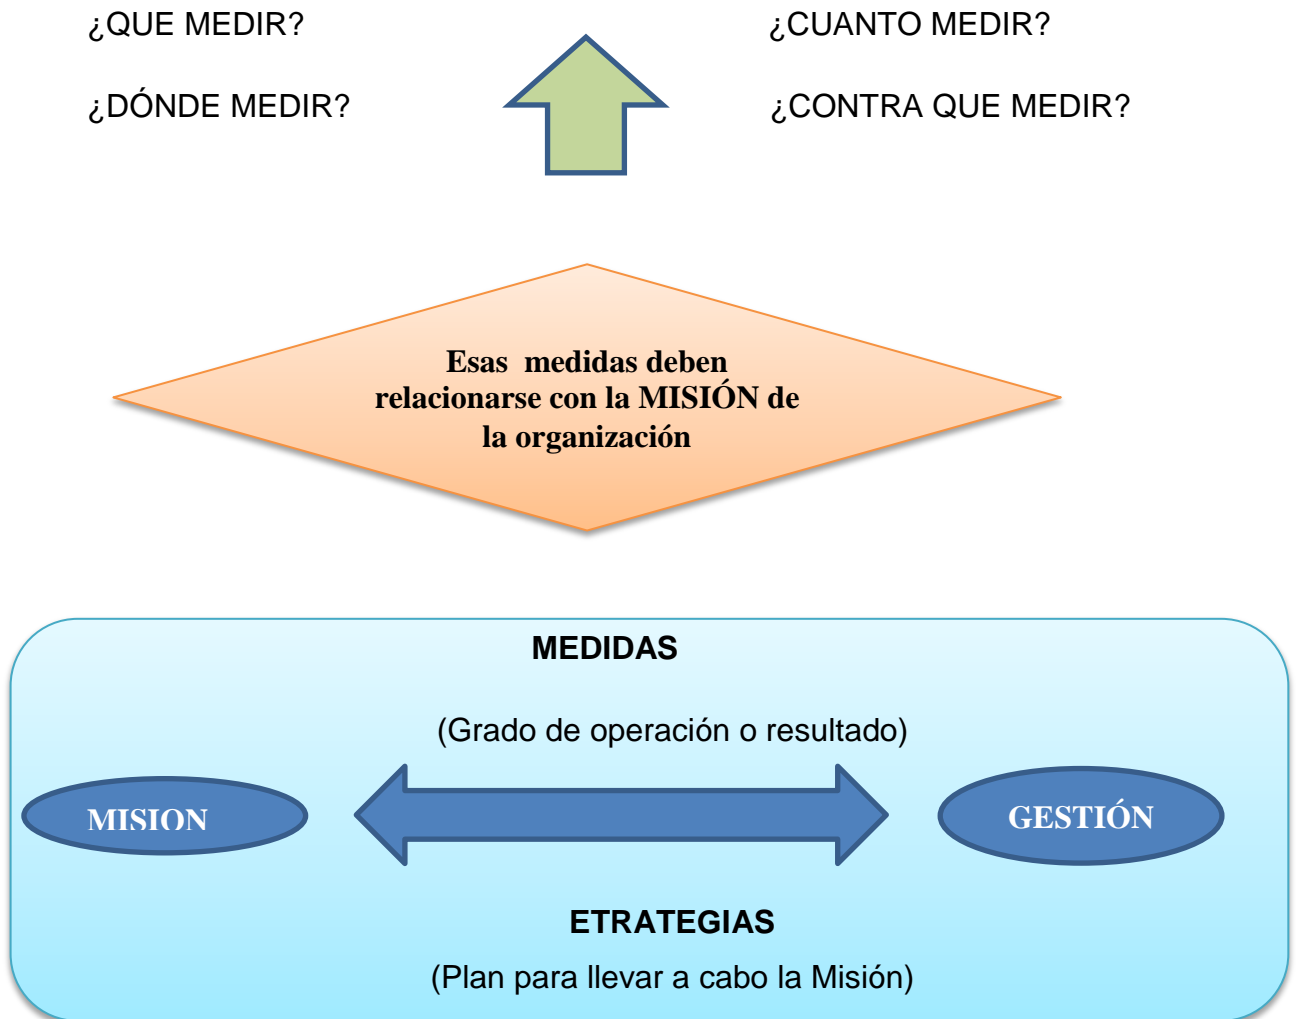 ¿QUE MEDIR?
¿CUANTO MEDIR?
¿DÓNDE MEDIR?
¿CONTRA QUE MEDIR?
Esas medidas deben
relacionarse con la MISIÓN de
la organización
MEDIDAS
(Grado de operación o resultado)
MISION
GESTIÓN
ETRATEGIAS
(Plan para llevar a cabo la Misión)